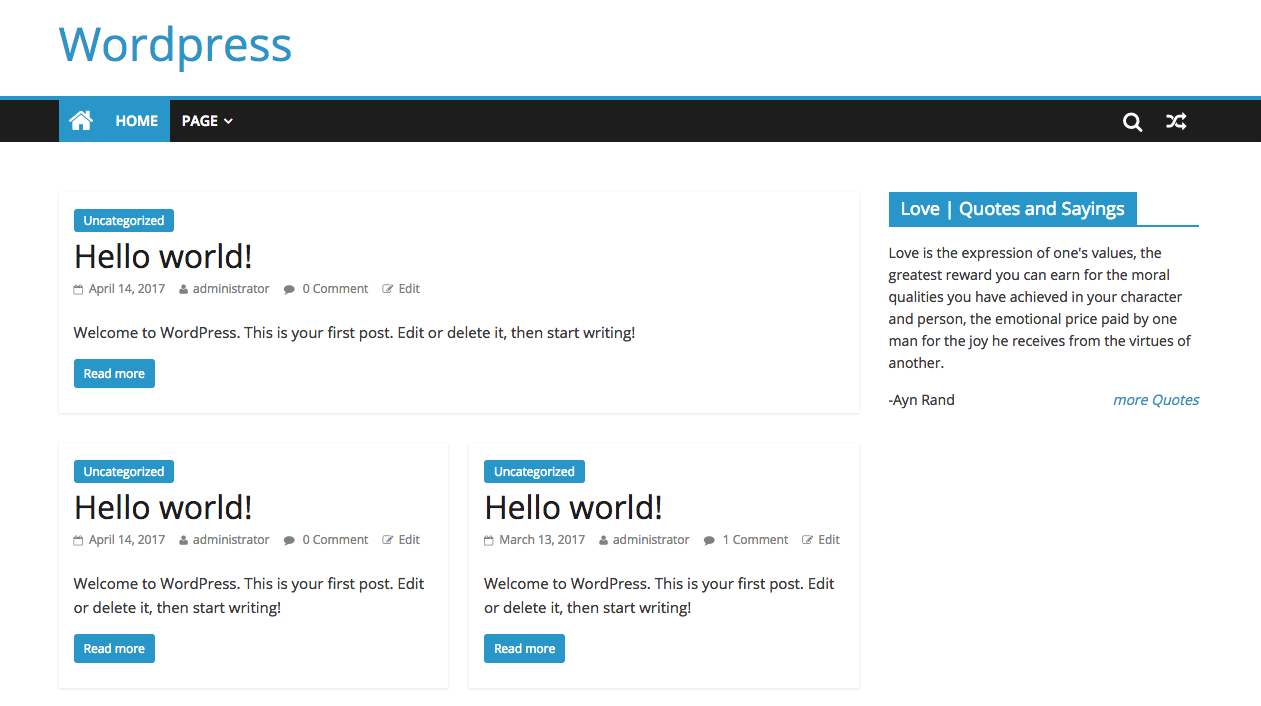 Wordpress
HOME PAGE
Uncategorized
Hello world!
April 14, 2017 administrator 0 Comment Edit
Welcome to WordPress. This is your first post. Edit or delete it, then start writing!
Read more
Uncategorized
Hello world!
April 14, 2017 administrator 0 Comment Edit
Welcome to WordPress. This is your first post. Edit
or delete it, then start writing!
Read more
Uncategorized
Hello world!
March 13, 2017 administrator 1 Comment Edit
Welcome to WordPress. This is your first post. Edit
or delete it, then start writing!
Read more
Love | Quotes and Sayings
Love is the expression of one's values, the
greatest reward you can earn for the moral
qualities you have achieved in your character
and person, the emotional price paid by one
man for the joy he receives from the virtues of
another.
-Ayn Rand more Quotes